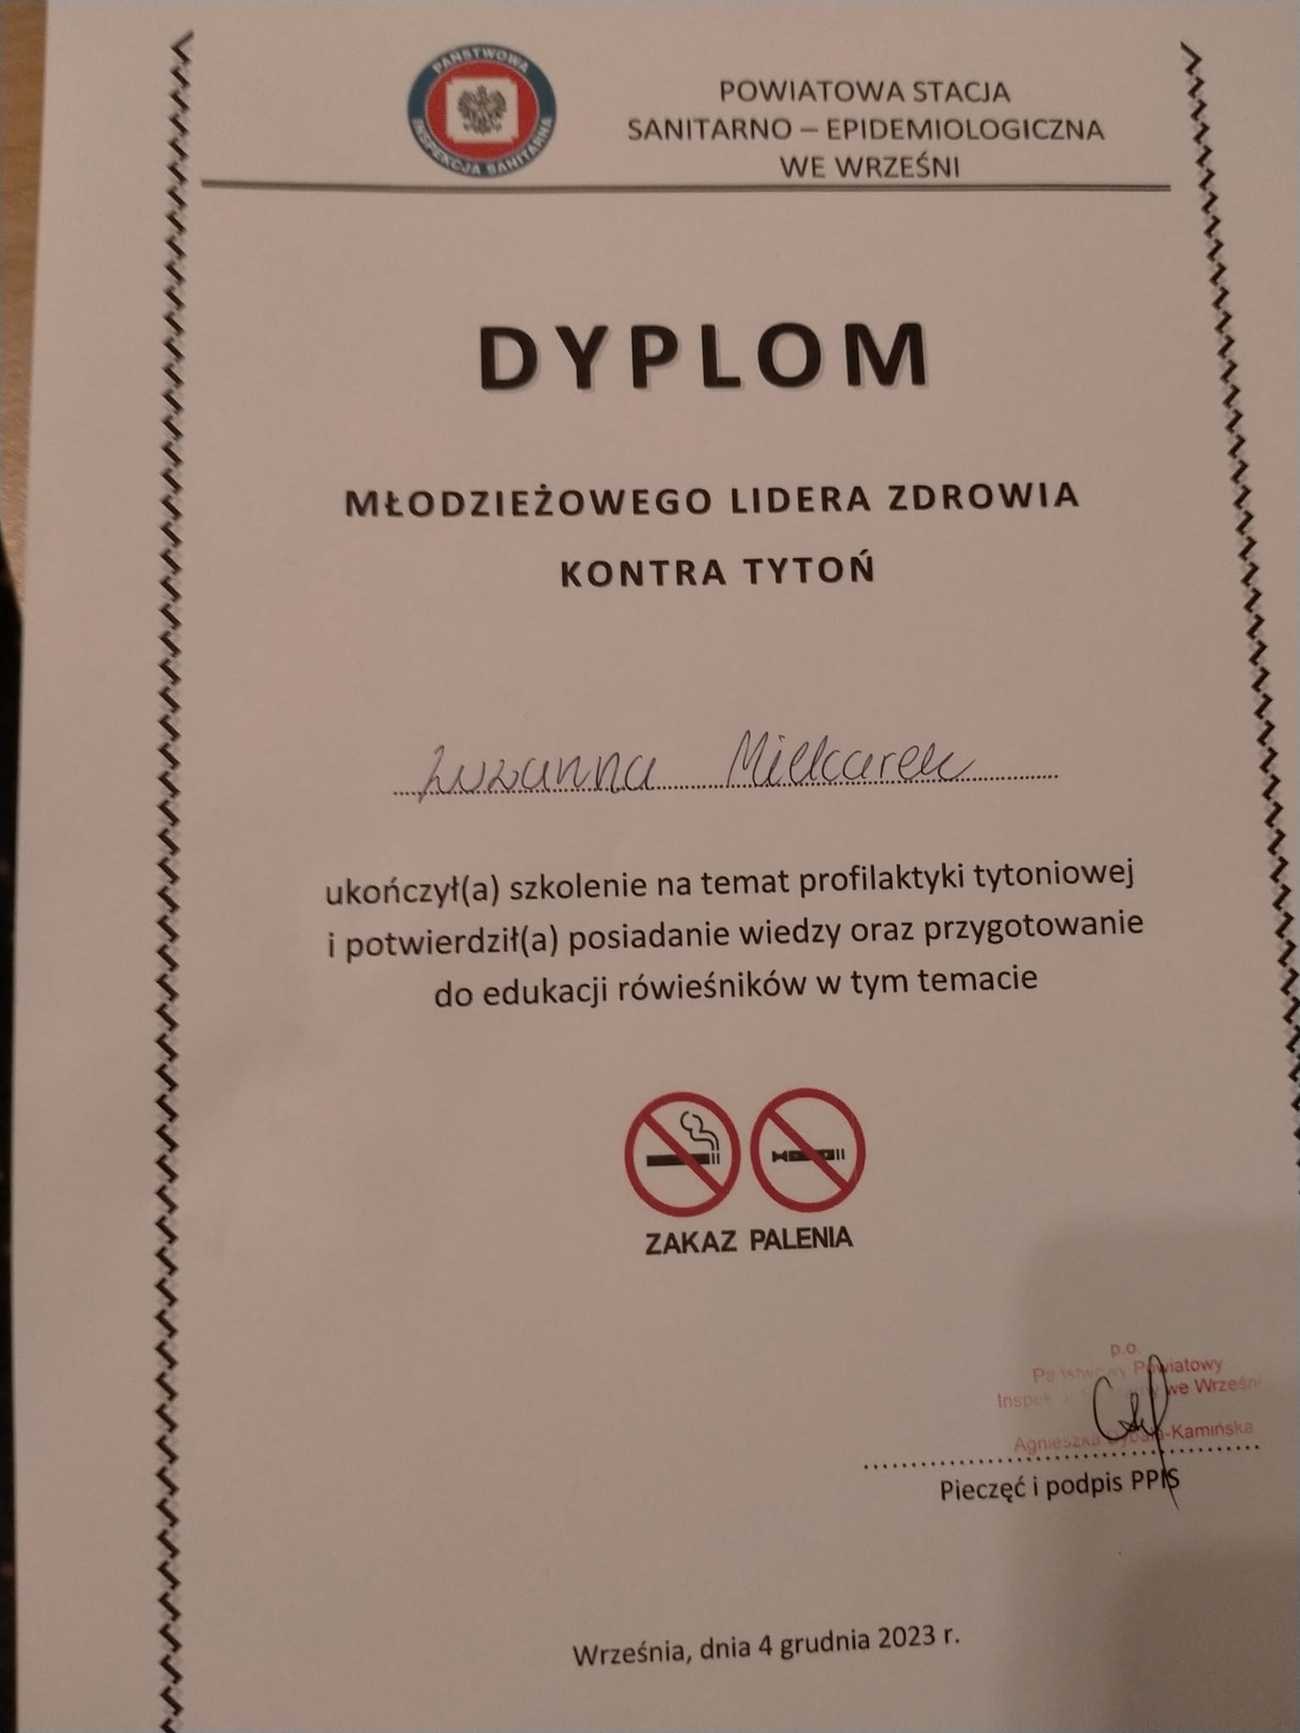 PAŃSTWOWA
INSPEKCJA SANITARNA
POWIATOWA STACJA
SANITARNO – EPIDEMIOLOGICZNA
WE WRZEŚNI
DYPLOM
MŁODZIEŻOWEGO LIDERA ZDROWIA
KONTRA TYTOŃ
Zuzanna Mielcarek
ukończył(a) szkolenie na temat profilaktyki tytoniowej
i potwierdził(a) posiadanie wiedzy oraz przygotowanie
do edukacji rówieśników w tym temacie
ZAKAZ PALENIA
p.o.
Państwowy Powiatowy
we Wrześni
Agnieszka
-Kamińska
Pieczęć i podpis PPIS
Września, dnia 4 grudnia 2023 r.